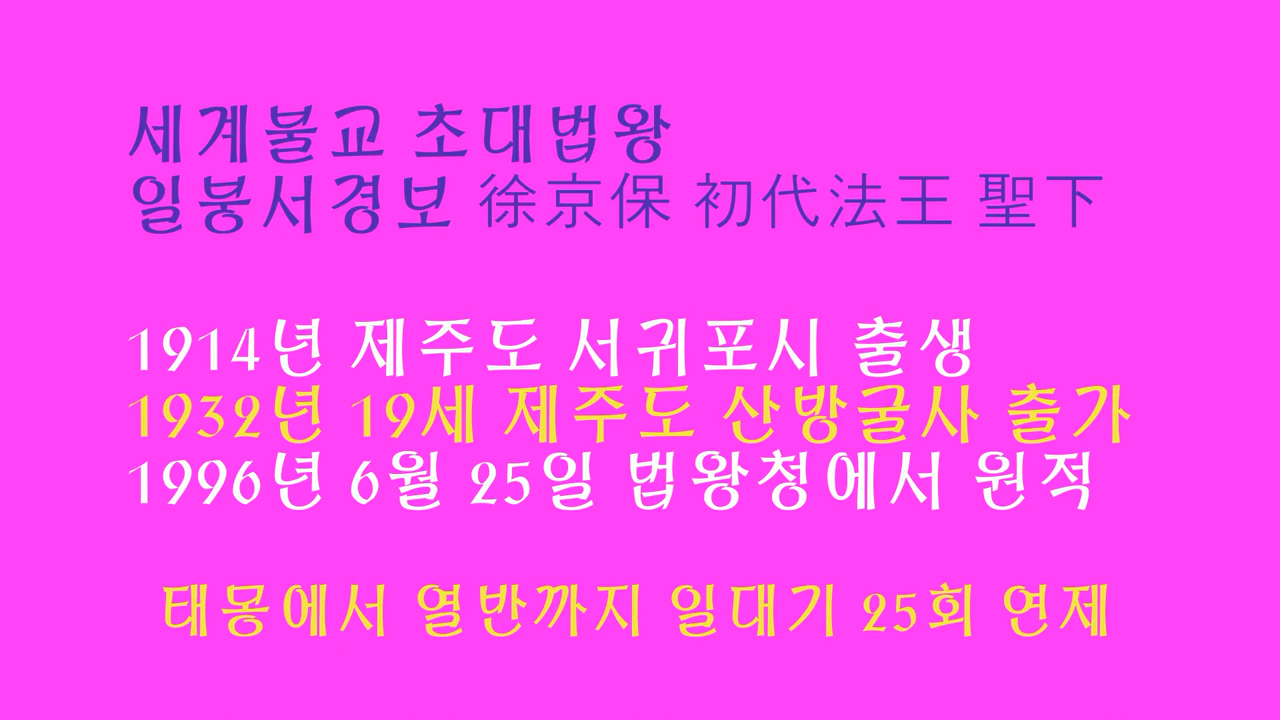 세계불교 초대법왕
일붕서경보 徐京保 初代法王 聖下
1914년 제주도 서귀포시 출생
1932년 19세 제주도 산방굴사 출가
1996년 6월 25일 법왕청에서 원적
태몽에서 열반까지 일대기 25회 연제